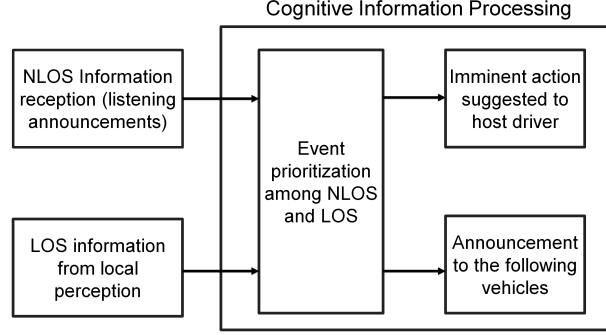 Cognitive Information Processing
NLOS Information
reception (listening
announcements)
LOS information
from local
perception
Event
prioritization
among NLOS
and LOS
Imminent action
suggested to
host driver
Announcement
to the following
vehicles